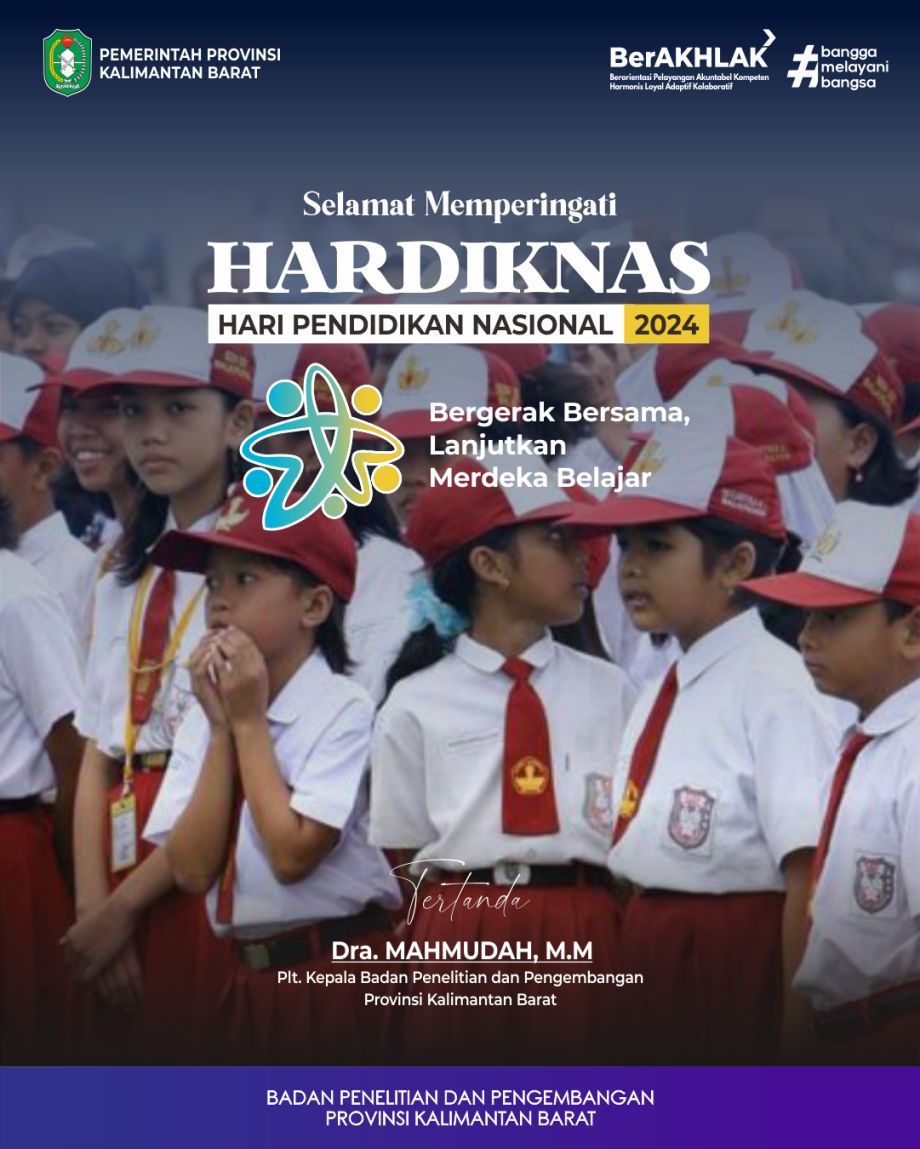 PEMERINTAH PROVINSI
KALIMANTAN BARAT
BerAKHLAK
Berorientasi Pelayangan Akuntabel Kompeten
Harmonis Loyal Adaptif Kolaboratif
#bangga
melayani
bangsa
Selamat Memperingati
HARDIKNAS
HARI PENDIDIKAN NASIONAL 2024
Bergerak Bersama,
Lanjutkan
Merdeka Belajar
Tertanda
Dra. MAHMUDAH, M.M
Plt. Kepala Badan Penelitian dan Pengembangan
Provinsi Kalimantan Barat
BADAN PENELITIAN DAN PENGEMBANGAN
PROVINSI KALIMANTAN BARAT